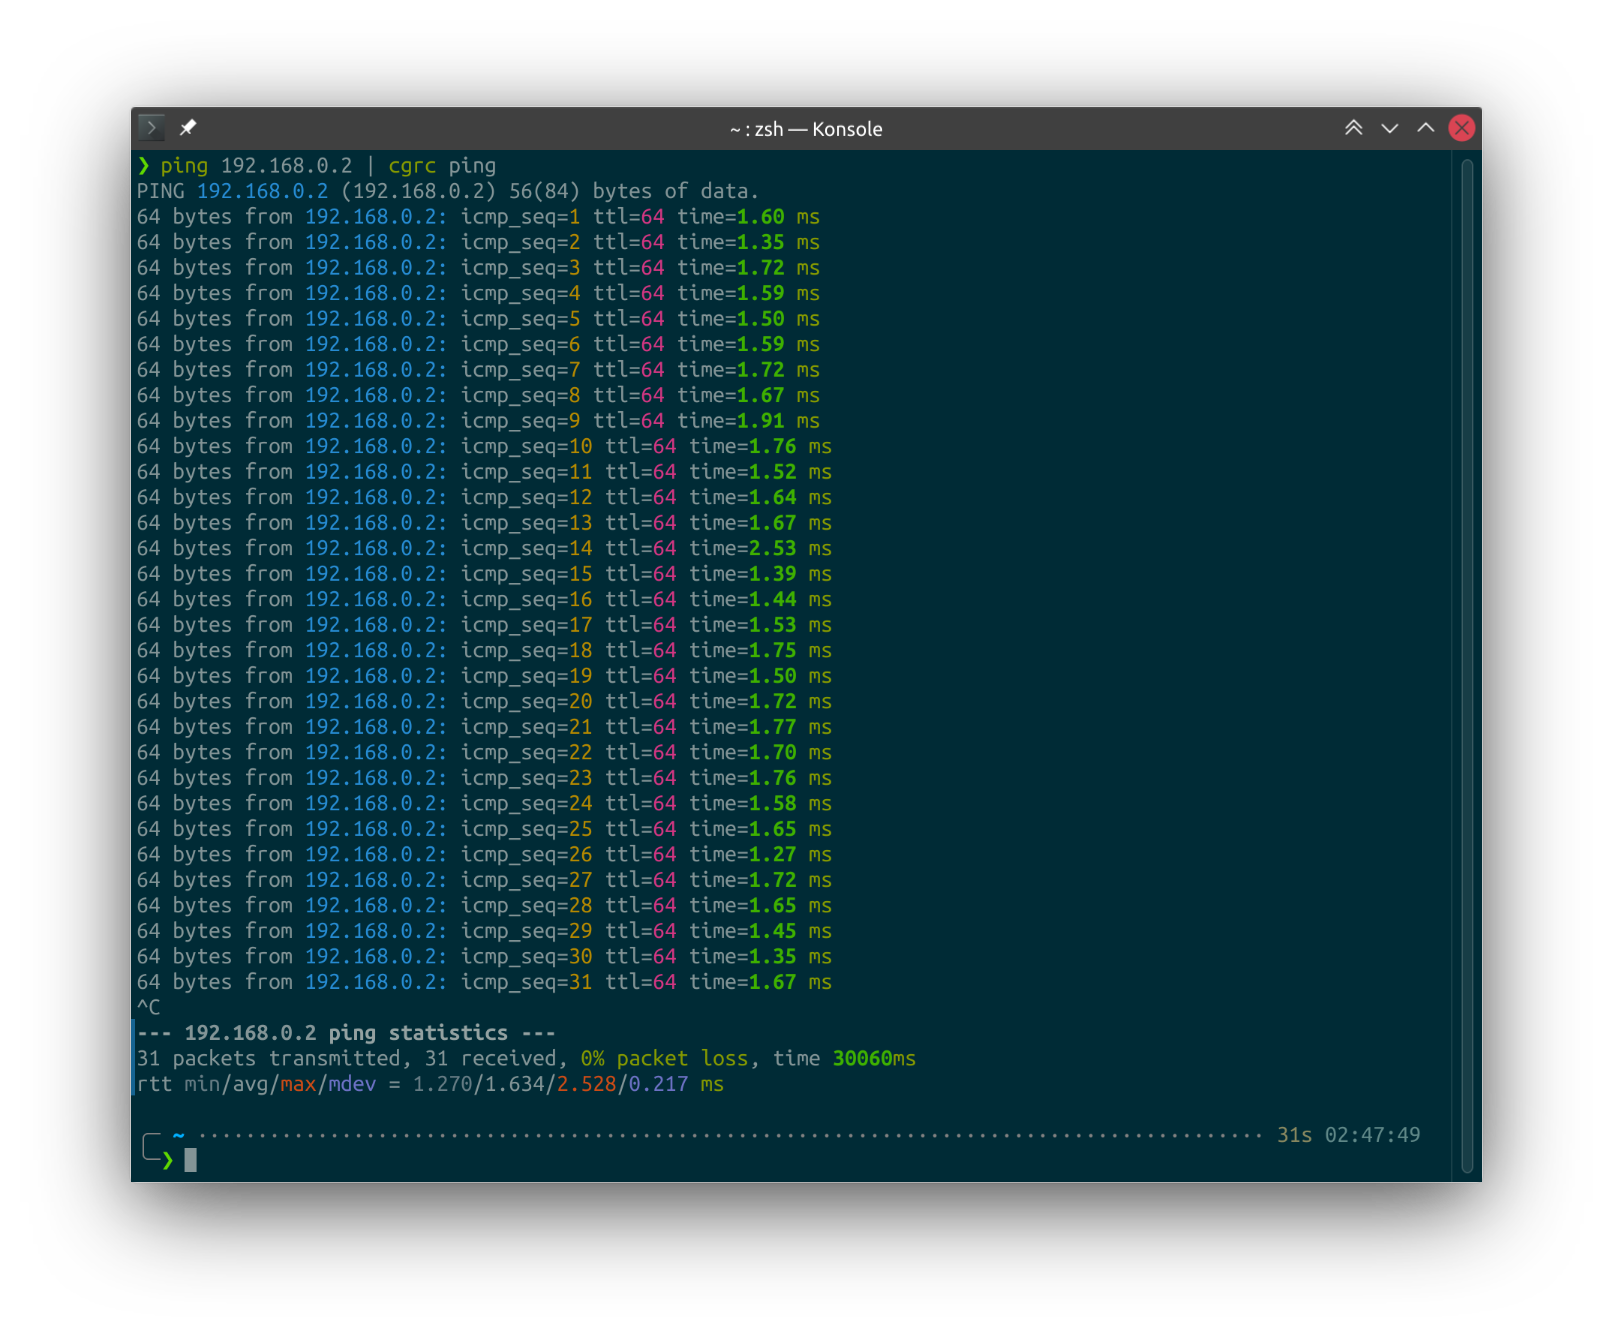 ~ : zsh — Konsole
❯ ping 192.168.0.2 | cgrc ping
PING 192.168.0.2 (192.168.0.2) 56(84) bytes of data.
64 bytes from 192.168.0.2: icmp_seq=1 ttl=64 time=1.60 ms
64 bytes from 192.168.0.2: icmp_seq=2 ttl=64 time=1.35 ms
64 bytes from 192.168.0.2: icmp_seq=3 ttl=64 time=1.72 ms
64 bytes from 192.168.0.2: icmp_seq=4 ttl=64 time=1.59 ms
64 bytes from 192.168.0.2: icmp_seq=5 ttl=64 time=1.50 ms
64 bytes from 192.168.0.2: icmp_seq=6 ttl=64 time=1.59 ms
64 bytes from 192.168.0.2: icmp_seq=7 ttl=64 time=1.72 ms
64 bytes from 192.168.0.2: icmp_seq=8 ttl=64 time=1.67 ms
64 bytes from 192.168.0.2: icmp_seq=9 ttl=64 time=1.91 ms
64 bytes from 192.168.0.2: icmp_seq=10 ttl=64 time=1.76 ms
64 bytes from 192.168.0.2: icmp_seq=11 ttl=64 time=1.52 ms
64 bytes from 192.168.0.2: icmp_seq=12 ttl=64 time=1.64 ms
64 bytes from 192.168.0.2: icmp_seq=13 ttl=64 time=1.67 ms
64 bytes from 192.168.0.2: icmp_seq=14 ttl=64 time=2.53 ms
64 bytes from 192.168.0.2: icmp_seq=15 ttl=64 time=1.39 ms
64 bytes from 192.168.0.2: icmp_seq=16 ttl=64 time=1.44 ms
64 bytes from 192.168.0.2: icmp_seq=17 ttl=64 time=1.53 ms
64 bytes from 192.168.0.2: icmp_seq=18 ttl=64 time=1.75 ms
64 bytes from 192.168.0.2: icmp_seq=19 ttl=64 time=1.50 ms
64 bytes from 192.168.0.2: icmp_seq=20 ttl=64 time=1.72 ms
64 bytes from 192.168.0.2: icmp_seq=21 ttl=64 time=1.77 ms
64 bytes from 192.168.0.2: icmp_seq=22 ttl=64 time=1.70 ms
64 bytes from 192.168.0.2: icmp_seq=23 ttl=64 time=1.76 ms
64 bytes from 192.168.0.2: icmp_seq=24 ttl=64 time=1.58 ms
64 bytes from 192.168.0.2: icmp_seq=25 ttl=64 time=1.65 ms
64 bytes from 192.168.0.2: icmp_seq=26 ttl=64 time=1.27 ms
64 bytes from 192.168.0.2: icmp_seq=27 ttl=64 time=1.72 ms
64 bytes from 192.168.0.2: icmp_seq=28 ttl=64 time=1.65 ms
64 bytes from 192.168.0.2: icmp_seq=29 ttl=64 time=1.45 ms
64 bytes from 192.168.0.2: icmp_seq=30 ttl=64 time=1.35 ms
64 bytes from 192.168.0.2: icmp_seq=31 ttl=64 time=1.67 ms
^C
--- 192.168.0.2 ping statistics ---
31 packets transmitted, 31 received, 0% packet loss, time 30060ms
rtt min/avg/max/mdev = 1.270/1.634/2.528/0.217 ms
~ ························································································· 31s 02:47:49
❯